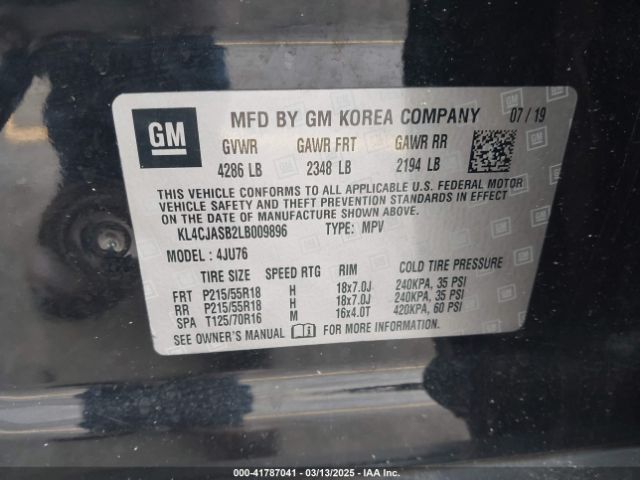 GM
MFD BY GM KOREA COMPANY 07/19
GVWR GAWR FRT GAWR RR
4286 LB 2348 LB 2194 LB
THIS VEHICLE CONFORMS TO ALL APPLICABLE U.S. FEDERAL MOTOR
VEHICLE SAFETY AND THEFT PREVENTION STANDARDS IN EFFECT
ON THE DATE OF MANUFACTURE SHOWN ABOVE.
KL4CJASB2LB009896 TYPE: MPV
MODEL: 4JU76
TIRE SIZE SPEED RTG RIM COLD TIRE PRESSURE
FRT P215/55R18 H 18x7.0J 240KPA, 35 PSI
RR P215/55R18 H 18x7.0J 240KPA, 35 PSI
SPA T125/70R16 M 16x4.0T 420KPA, 60 PSI
SEE OWNER'S MANUAL FOR MORE INFORMATION
000-41787041 | 03/13/2025 | IAAI.COM